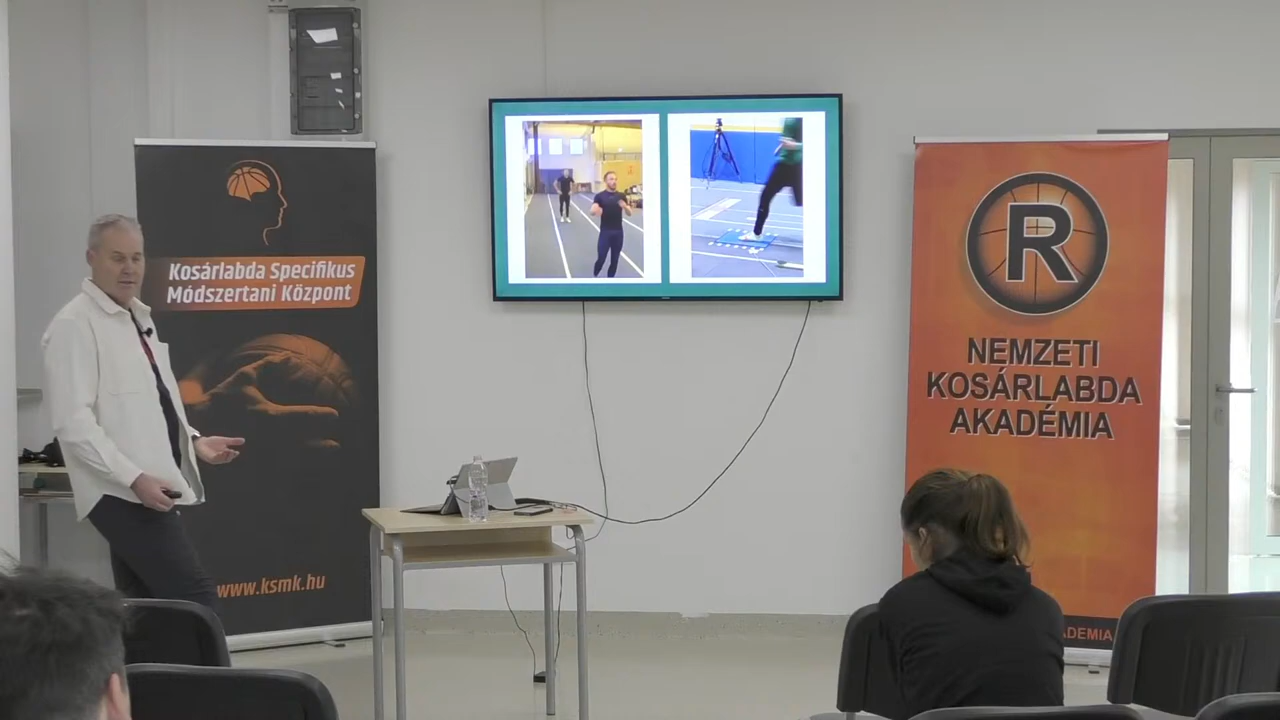 Kosárlabda Specifikus
Módszertani Központ
www.ksmk.hu
R
NEMZETI
KOSÁRLABDA
AKADÉMIA
ADEMIA